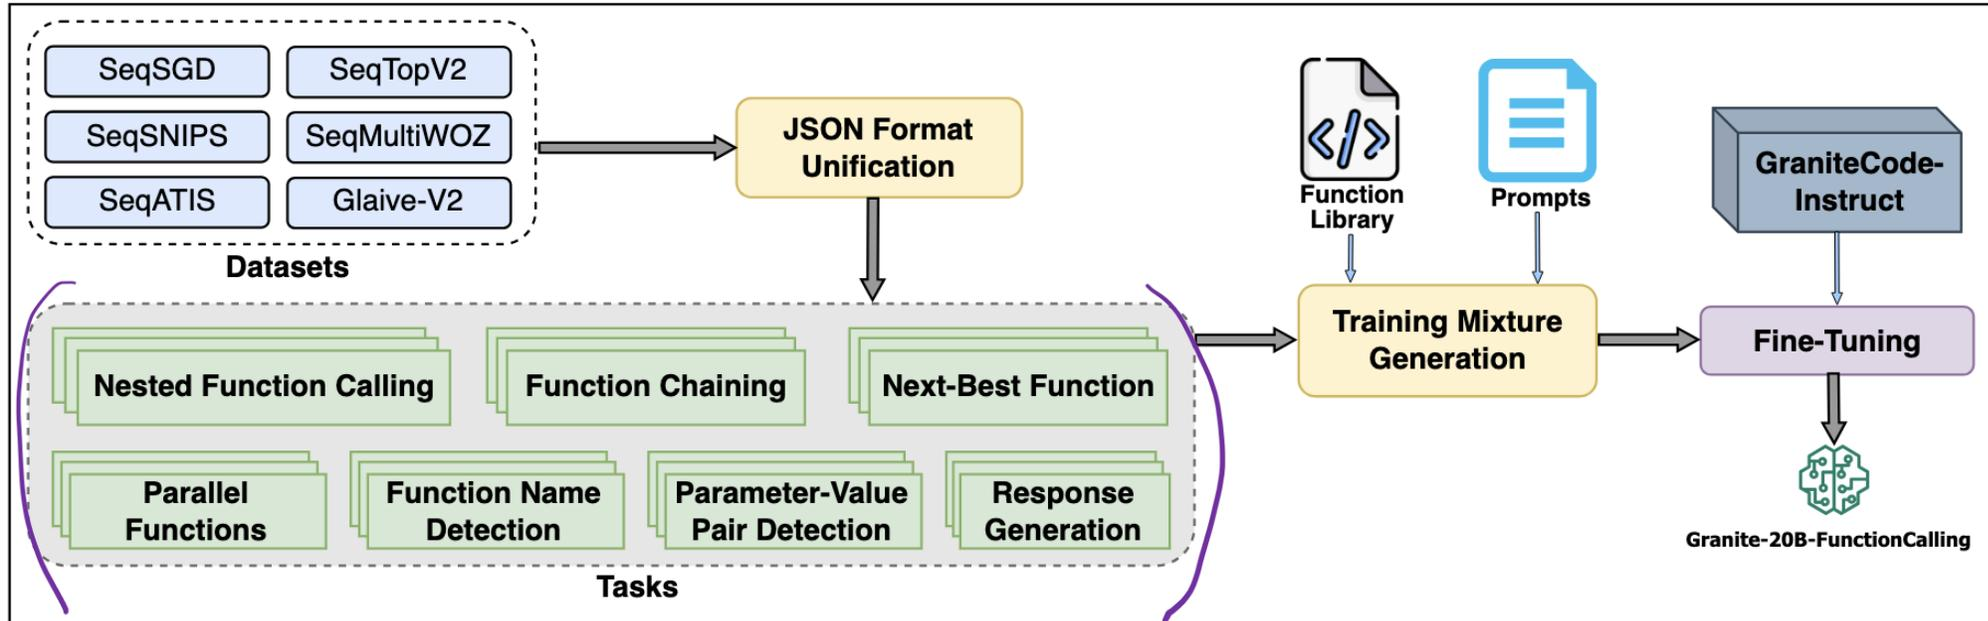 SeqSGD
SeqTopV2
SeqSNIPS
SeqMultiWOZ
SeqATIS
Glaive-V2
Datasets
JSON Format
Unification
Function
Library
Prompts
GraniteCode-
Instruct
Nested Function Calling
Function Chaining
Next-Best Function
Parallel
Functions
Function Name
Detection
Parameter-Value
Pair Detection
Response
Generation
Tasks
Training Mixture
Generation
Fine-Tuning
Granite-20B-FunctionCalling